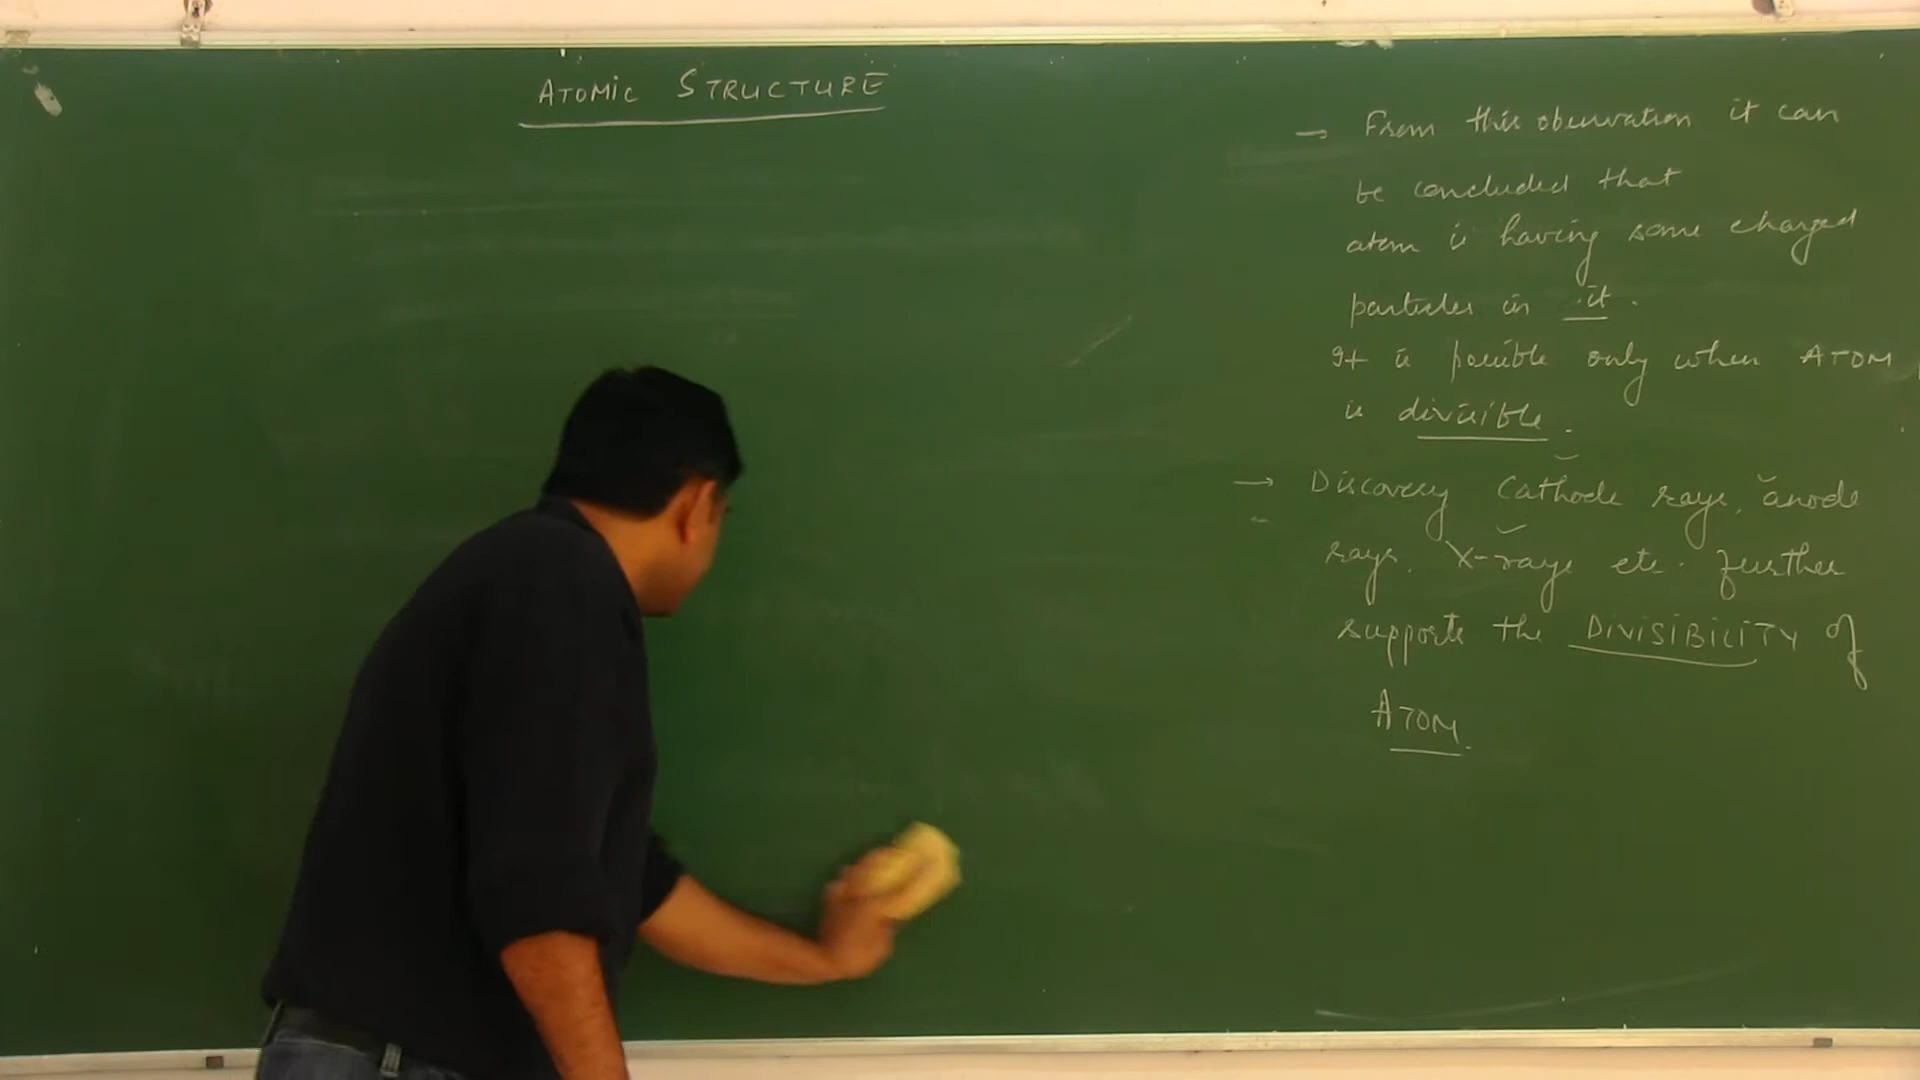 ATOMIC STRUCTURE
→ From this observation it can
be concluded that
atom is having some charged
particles in it.
It is possible only when ATOM
is divisible.
→ Discovery Cathode rays, anode
rays, X-rays etc. further
supports the DIVISIBILITY of
ATOM.